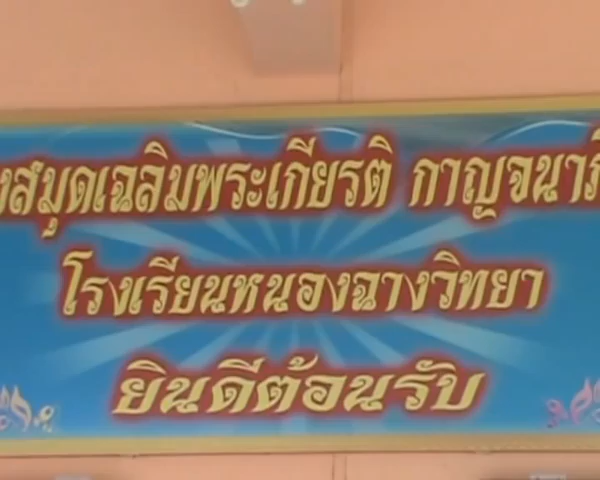 งสมุดเฉลิมพระเกียรติ กาญจนาภิ
โรงเรียนหนองฉางวิทยา
ยินดีต้อนรับ